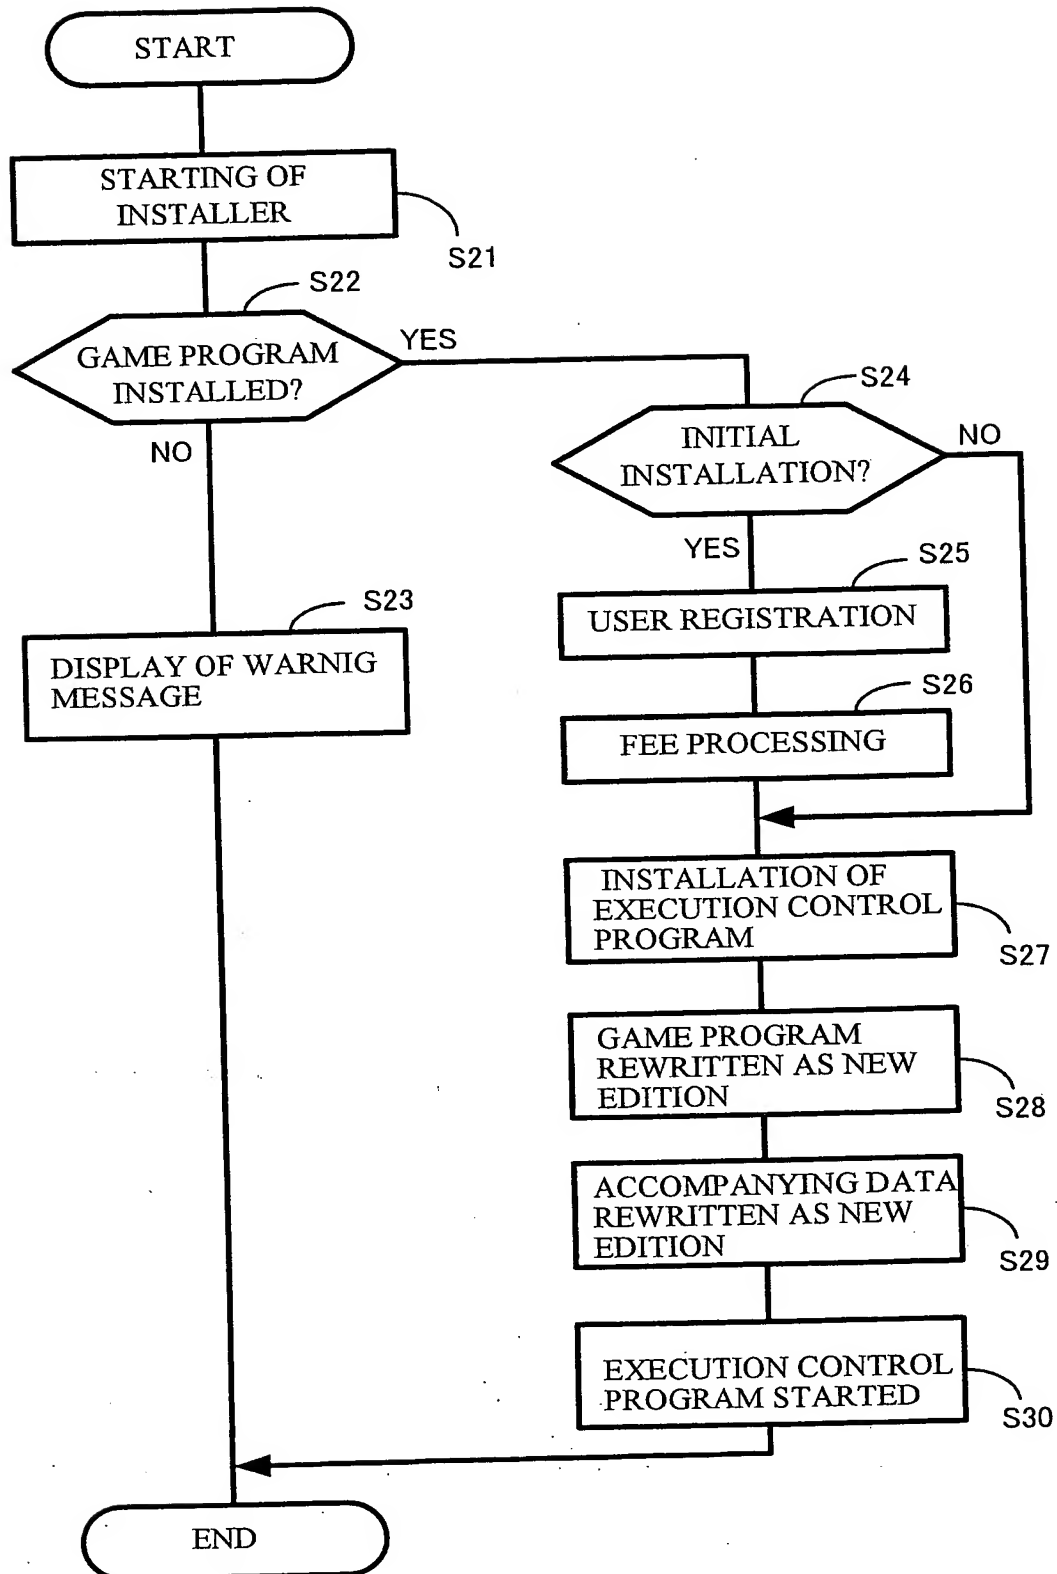 START
STARTING OF
INSTALLER
S21
S22
GAME PROGRAM
INSTALLED?
YES
NO
S24
INITIAL
INSTALLATION?
NO
YES
S23
DISPLAY OF WARNIG
MESSAGE
S25
USER REGISTRATION
S26
FEE PROCESSING
INSTALLATION OF
EXECUTION CONTROL
PROGRAM
S27
GAME PROGRAM
REWRITTEN AS NEW
EDITION
S28
ACCOMPANYING DATA
REWRITTEN AS NEW
EDITION
S29
EXECUTION CONTROL
PROGRAM STARTED
S30
END